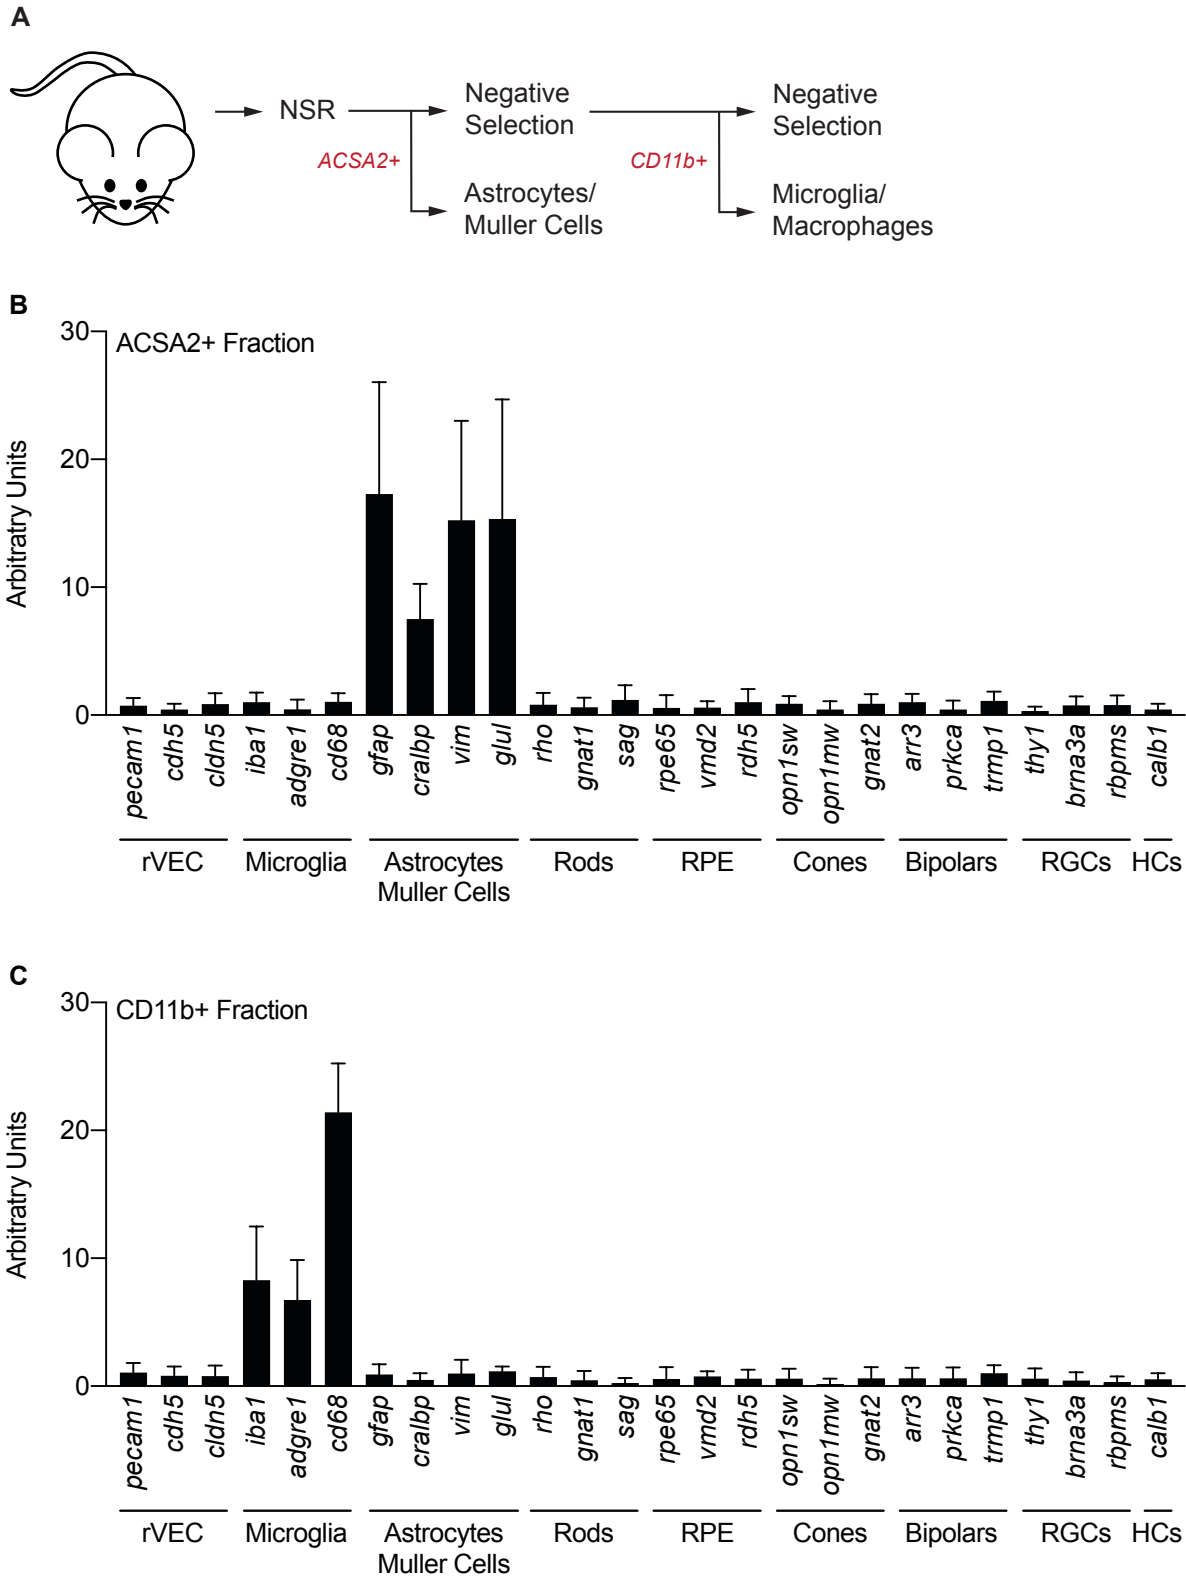 A
NSR
Negative
Selection
Negative
Selection
ACSA2+
CD11b+
Astrocytes/
Muller Cells
Microglia/
Macrophages
B
ACSA2+ Fraction
Arbitratry Units
30
20
10
0
pecam1
cdh5
cldn5
iba1
adgre1
cd68
gfap
cralbp
vim
glul
rho
gnat1
sag
rpe65
vmd2
rdh5
opn1sw
opn1mw
gnat2
arr3
prkca
trmp1
thy1
brna3a
rbpms
calb1
rVEC
Microglia
Astrocytes
Muller Cells
Rods
RPE
Cones
Bipolars
RGCs
HCs
C
CD11b+ Fraction
Arbitratry Units
30
20
10
0
pecam1
cdh5
cldn5
iba1
adgre1
cd68
gfap
cralbp
vim
glul
rho
gnat1
sag
rpe65
vmd2
rdh5
opn1sw
opn1mw
gnat2
arr3
prkca
trmp1
thy1
brna3a
rbpms
calb1
rVEC
Microglia
Astrocytes
Muller Cells
Rods
RPE
Cones
Bipolars
RGCs
HCs